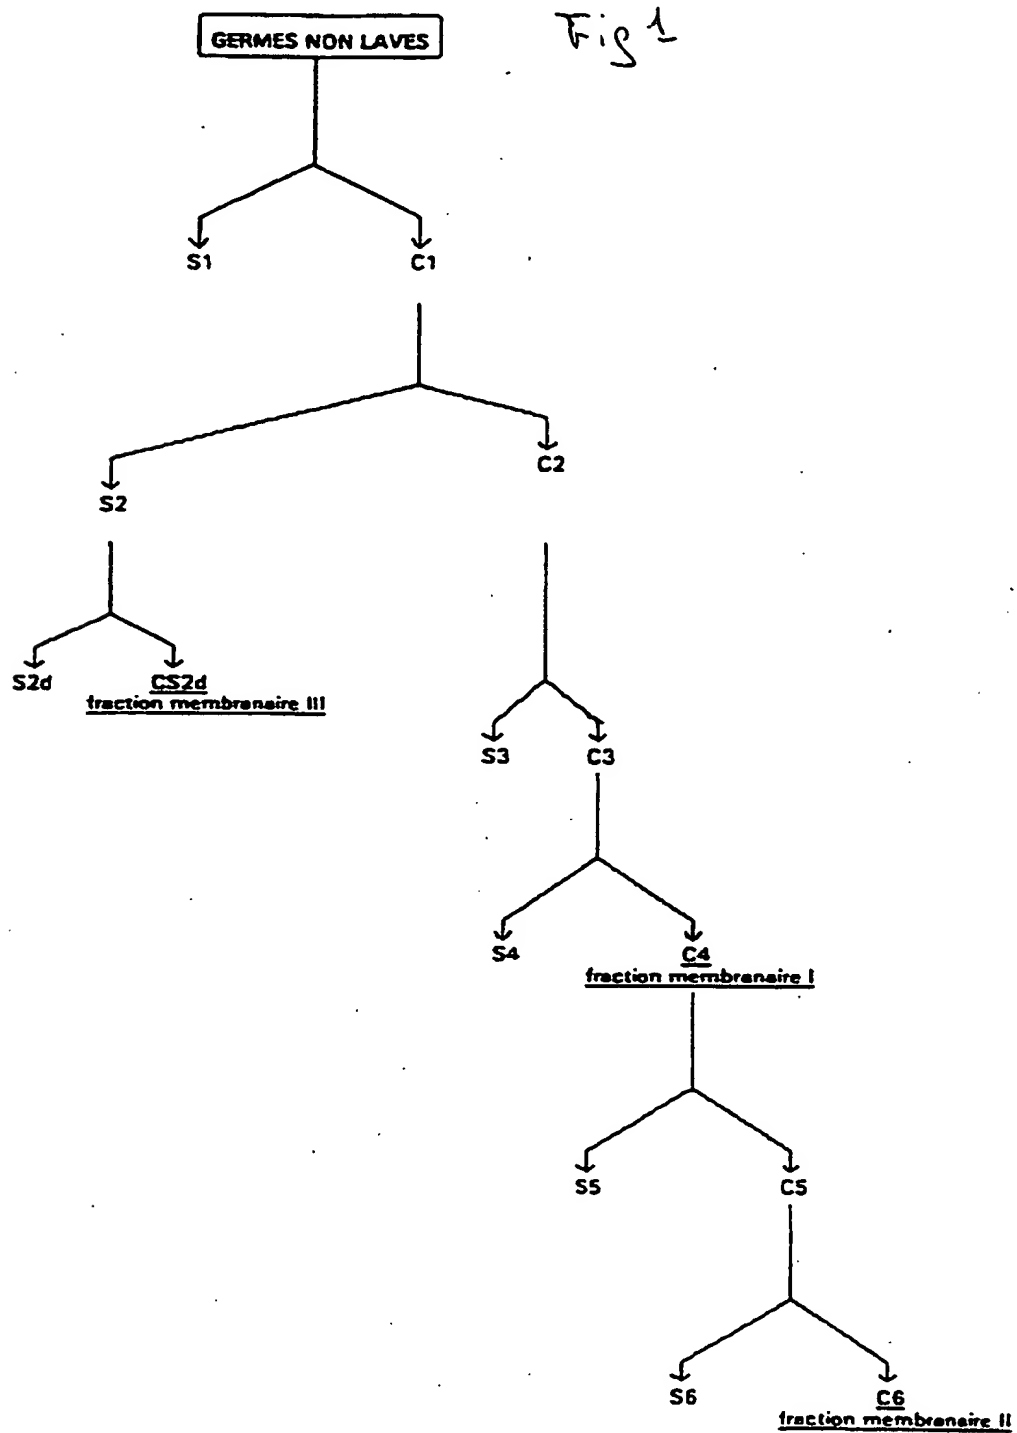 GERMES NON LAVES
Fig 1
S1
C1
C2
S2
S2d
CS2d
fraction membranaire III
S3
C3
S4
C4
fraction membranaire I
S5
C5
S6
C6
fraction membranaire II